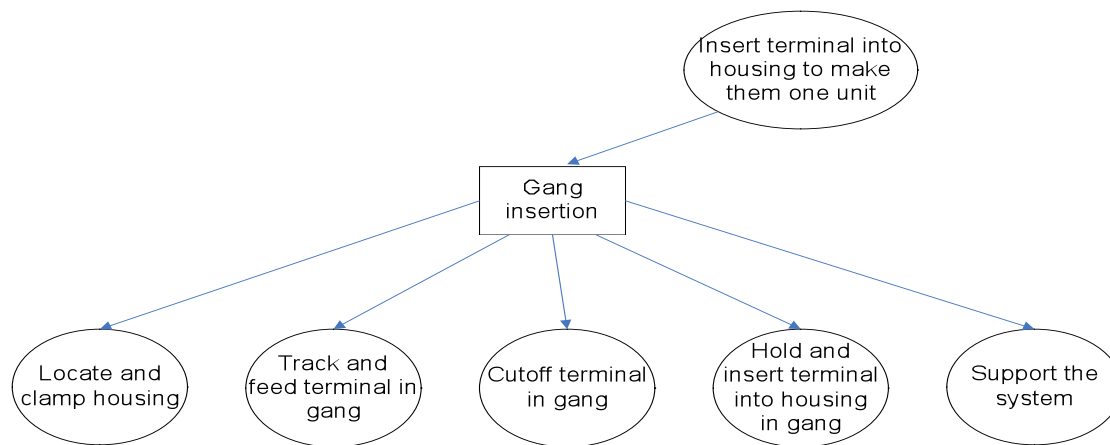 Insert terminal into
housing to make
them one unit
Gang
insertion
Locate and
clamp housing
Track and
feed terminal in
gang
Cutoff terminal
in gang
Hold and
insert terminal
into housing
in gang
Support the
system